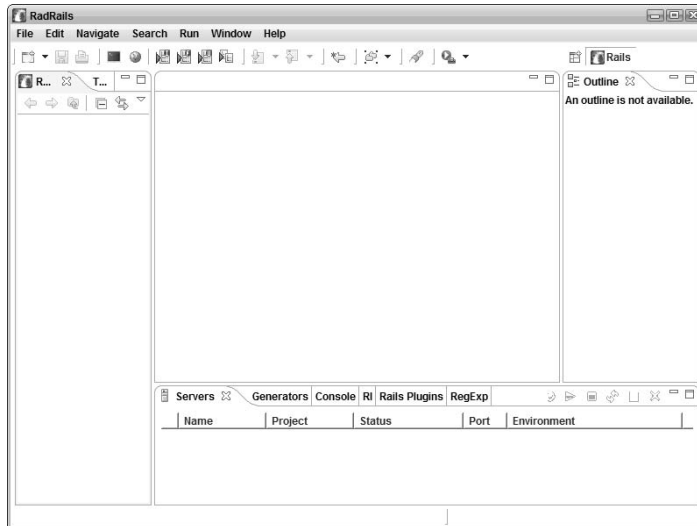 RadRails
File Edit Navigate Search Run Window Help
Rails
R... T...
Outline
An outline is not available.
Servers Generators Console RI Rails Plugins RegExp
Name Project Status Port Environment